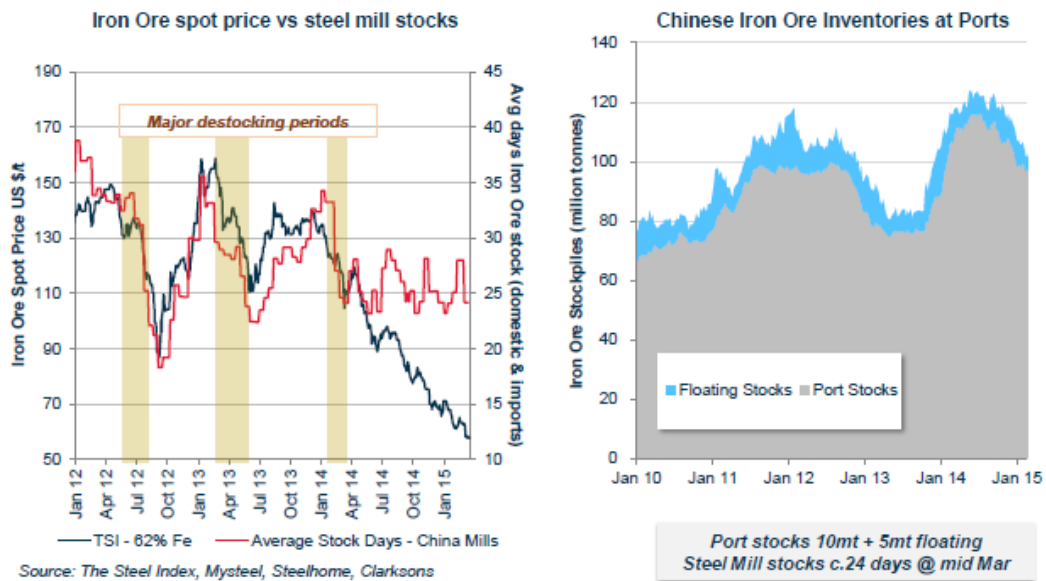 Iron Ore spot price vs steel mill stocks
Iron Ore Spot Price US $/t
190
170
150
130
110
90
70
50
Major destocking periods
45
40
35
30
25
20
15
10
Avg days Iron Ore stock (domestic & imports)
Jan 12
Apr 12
Jul 12
Oct 12
Jan 13
Apr 13
Jul 13
Oct 13
Jan 14
Apr 14
Jul 14
Oct 14
Jan 15
TSI - 62% Fe
Average Stock Days - China Mills
Source: The Steel Index, Mysteel, Steelhome, Clarksons
Chinese Iron Ore Inventories at Ports
Iron Ore Stockpiles (million tonnes)
140
120
100
80
60
40
20
0
Floating Stocks
Port Stocks
Jan 10
Jan 11
Jan 12
Jan 13
Jan 14
Jan 15
Port stocks 10mt + 5mt floating
Steel Mill stocks c.24 days @ mid Mar